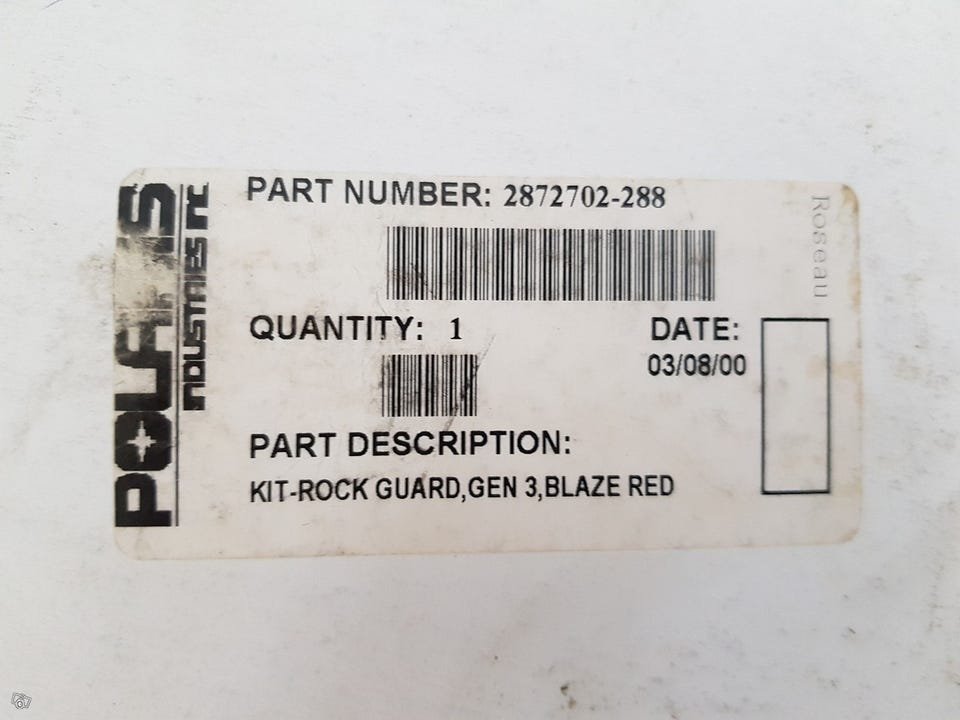 POLARIS
INDUSTRIES INC
PART NUMBER: 2872702-288
Roseau
QUANTITY: 1
DATE:
03/08/00
PART DESCRIPTION:
KIT-ROCK GUARD,GEN 3,BLAZE RED